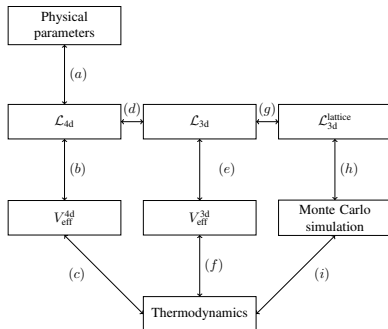 Physical
parameters
(a)
(d)
(g)
ℒ₄d
ℒ₃d
ℒ₃d^lattice
(b)
(e)
(h)
V_eff^4d
V_eff^3d
Monte Carlo
simulation
(c)
(f)
(i)
Thermodynamics